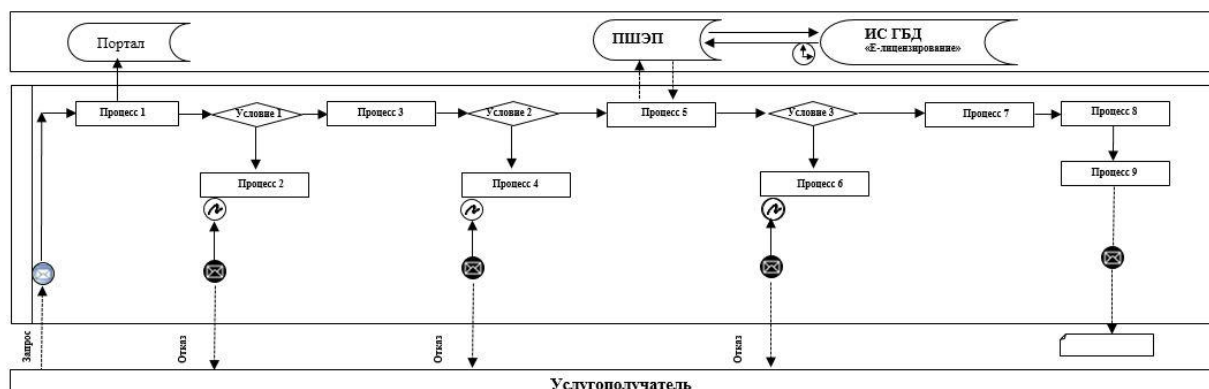 Портал
ПШЭП
ИС ГБД
«Е-лицензирование»
Процесс 1
Условие 1
Процесс 3
Условие 2
Процесс 5
Условие 3
Процесс 7
Процесс 8
Процесс 2
Процесс 4
Процесс 6
Процесс 9
Запрос
Отказ
Отказ
Отказ
Услугополучатель